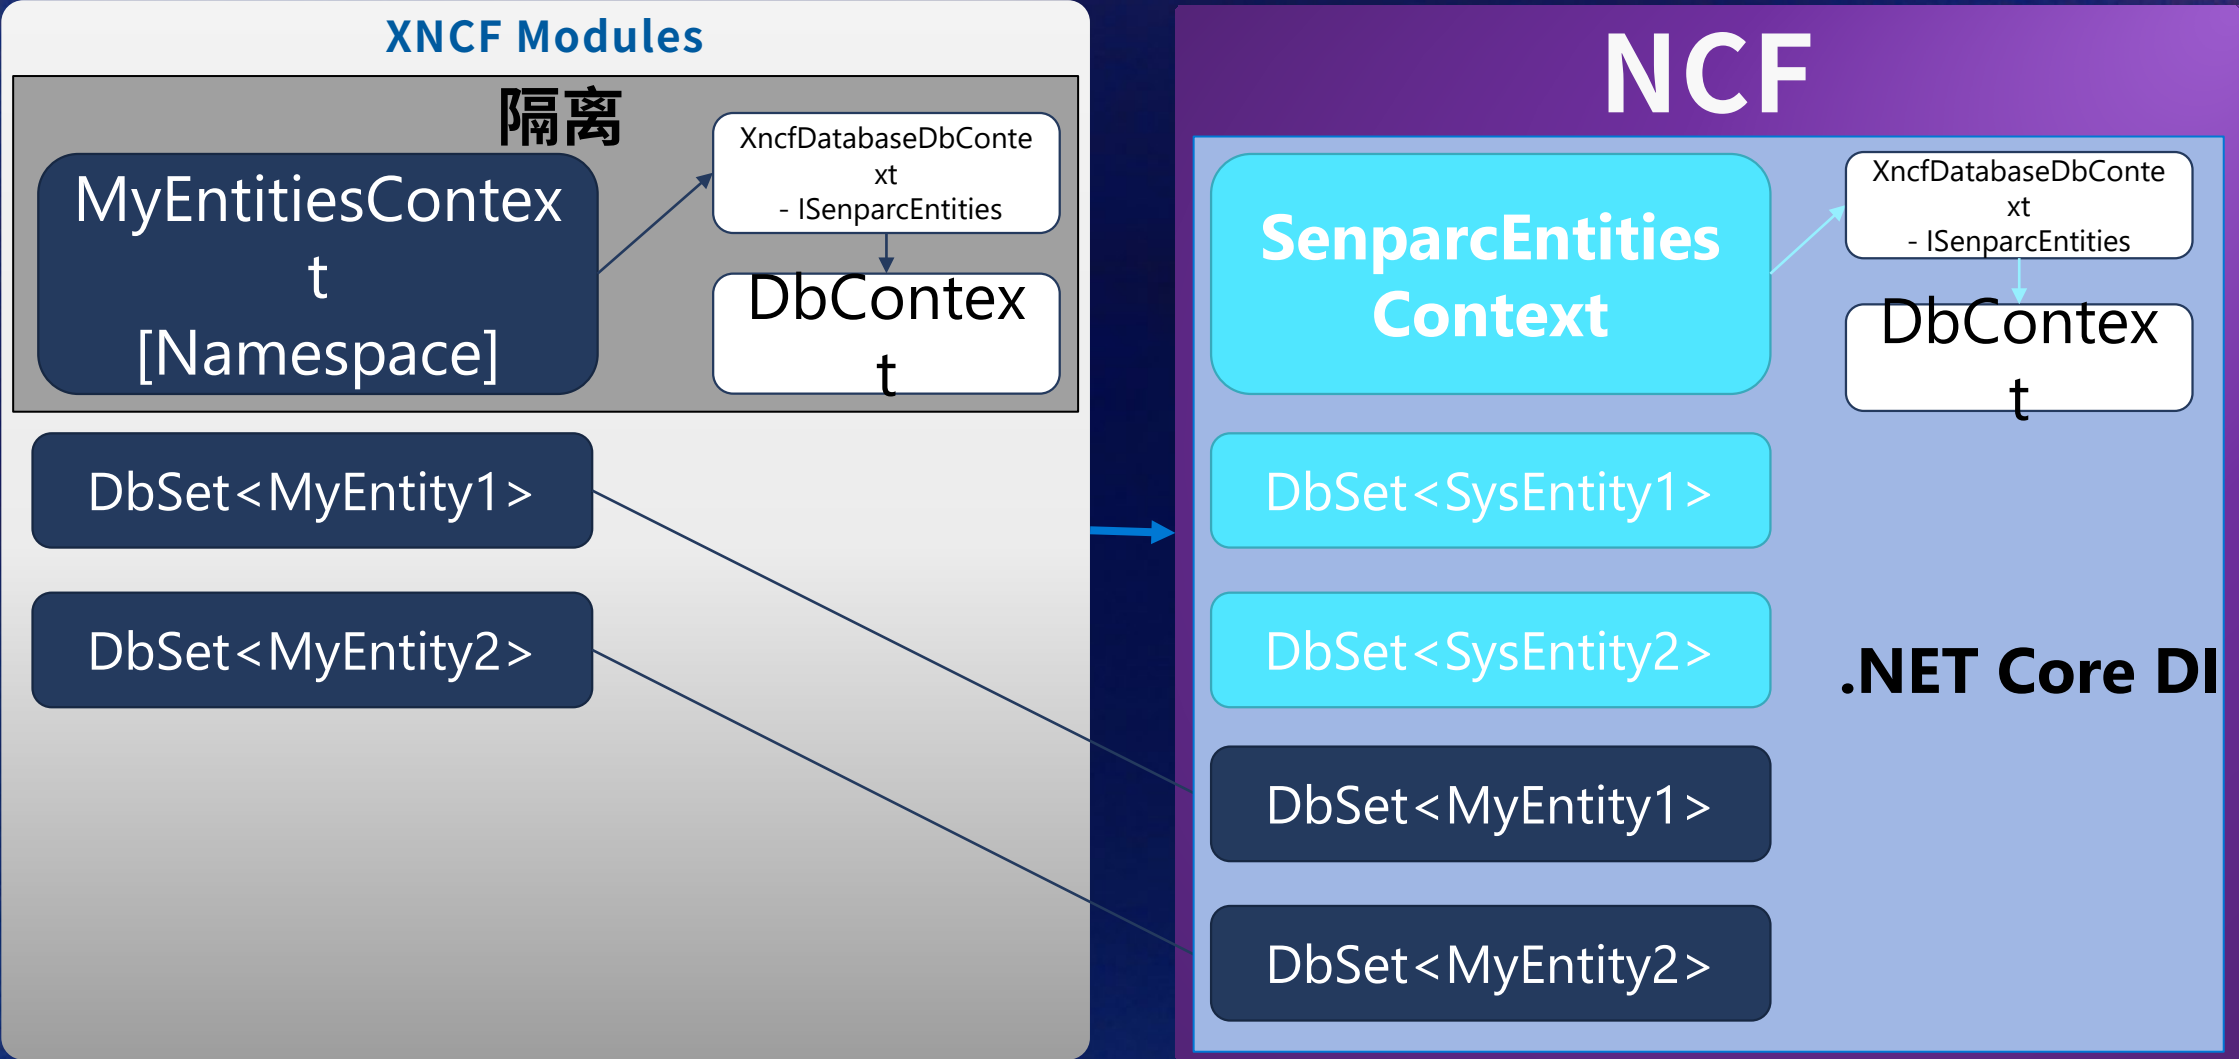 XNCF Modules
隔离
MyEntitiesContex
t
[Namespace]
XncfDatabaseDbConte
xt
- ISenparcEntities
DbContex
t
DbSet<MyEntity1>
DbSet<MyEntity2>
NCF
SenparcEntities
Context
XncfDatabaseDbConte
xt
- ISenparcEntities
DbContex
t
DbSet<SysEntity1>
DbSet<SysEntity2>
.NET Core DI
DbSet<MyEntity1>
DbSet<MyEntity2>